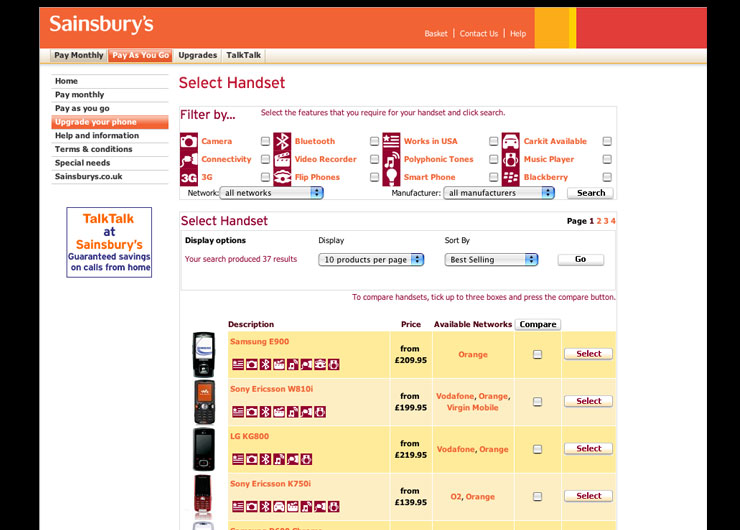 Sainsbury's
Basket | Contact Us | Help
Pay Monthly Pay As You Go Upgrades TalkTalk
Home
Pay monthly
Pay as you go
Upgrade your phone
Help and information
Terms & conditions
Special needs
Sainsburys.co.uk
TalkTalk
at
Sainsbury's
Guaranteed savings
on calls from home
Select Handset
Filter by... Select the features that you require for your handset and click search.
Camera Bluetooth Works in USA Carkit Available
Connectivity Video Recorder Polyphonic Tones Music Player
3G 3G Flip Phones Smart Phone Blackberry
Network: all networks Manufacturer: all manufacturers Search
Select Handset Page 1 2 3 4
Display options Display Sort By
Your search produced 37 results 10 products per page Best Selling Go
To compare handsets, tick up to three boxes and press the compare button.
Description Price Available Networks Compare
Samsung E900 from £209.95 Orange Select
Sony Ericsson W810i from £199.95 Vodafone, Orange, Virgin Mobile Select
LG KG800 from £219.95 Vodafone, Orange Select
Sony Ericsson K750i from £139.95 O2, Orange Select